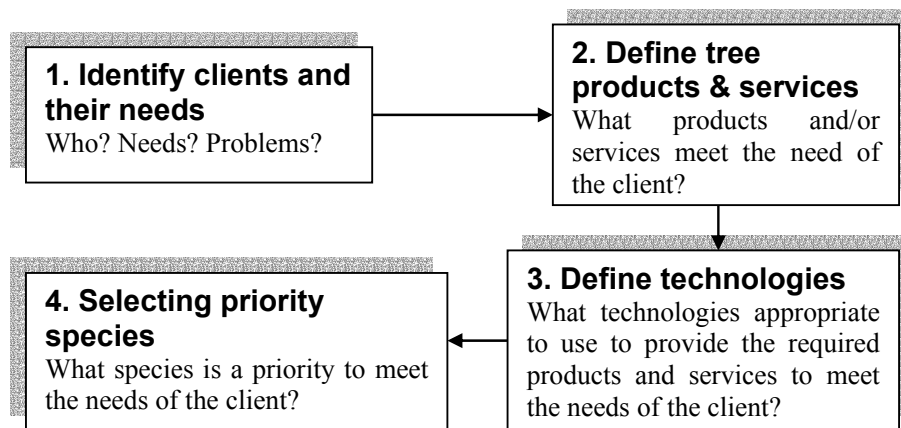 1. Identify clients and
their needs
Who? Needs? Problems?
2. Define tree
products & services
What products and/or
services meet the need of
the client?
3. Define technologies
What technologies appropriate
to use to provide the required
products and services to meet
the needs of the client?
4. Selecting priority
species
What species is a priority to meet
the needs of the client?